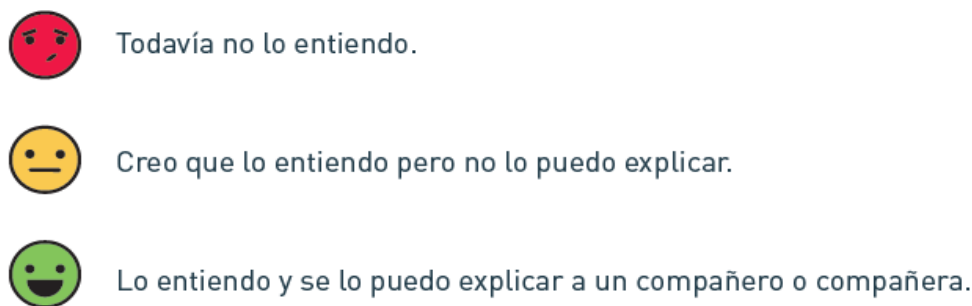 Todavía no lo entiendo.
Creo que lo entiendo pero no lo puedo explicar.
Lo entiendo y se lo puedo explicar a un compañero o compañera.